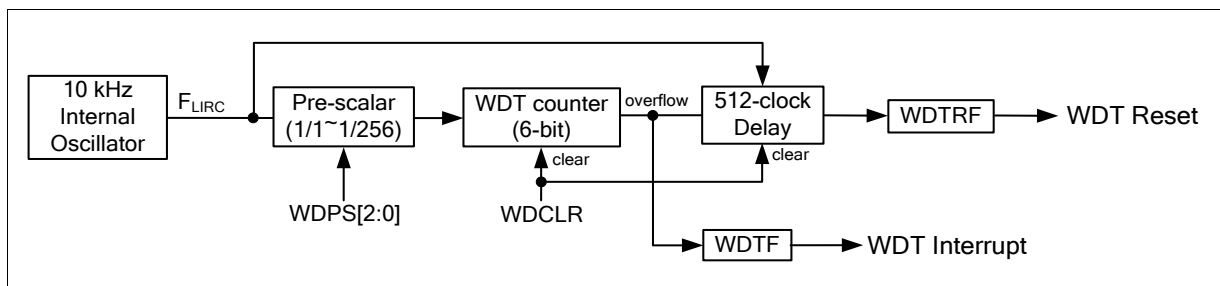 10 kHz
Internal
Oscillator
FLIRC
Pre-scalar
(1/1~1/256)
WDT counter
(6-bit)
overflow
512-clock
Delay
WDTRF
WDT Reset
clear
clear
WDPS[2:0]
WDCLR
WDTF
WDT Interrupt